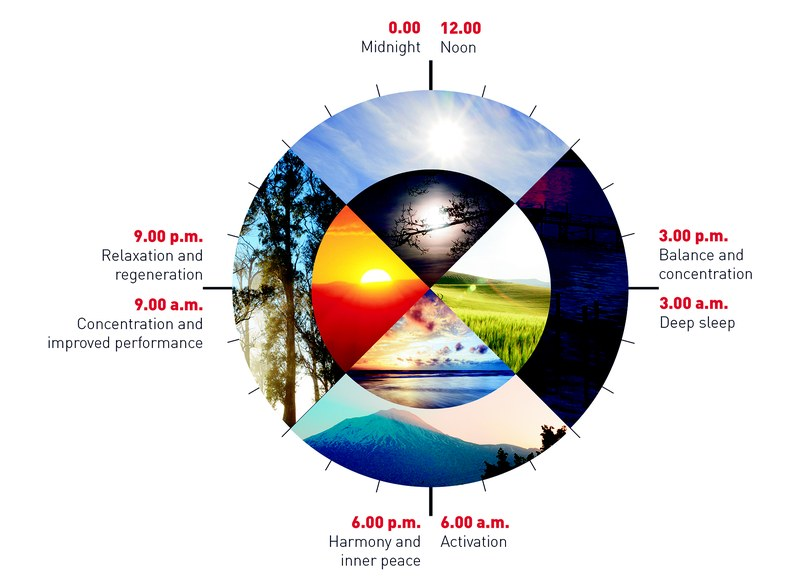 0.00
Midnight
12.00
Noon
9.00 p.m.
Relaxation and
regeneration
9.00 a.m.
Concentration and
improved performance
3.00 p.m.
Balance and
concentration
3.00 a.m.
Deep sleep
6.00 p.m.
Harmony and
inner peace
6.00 a.m.
Activation